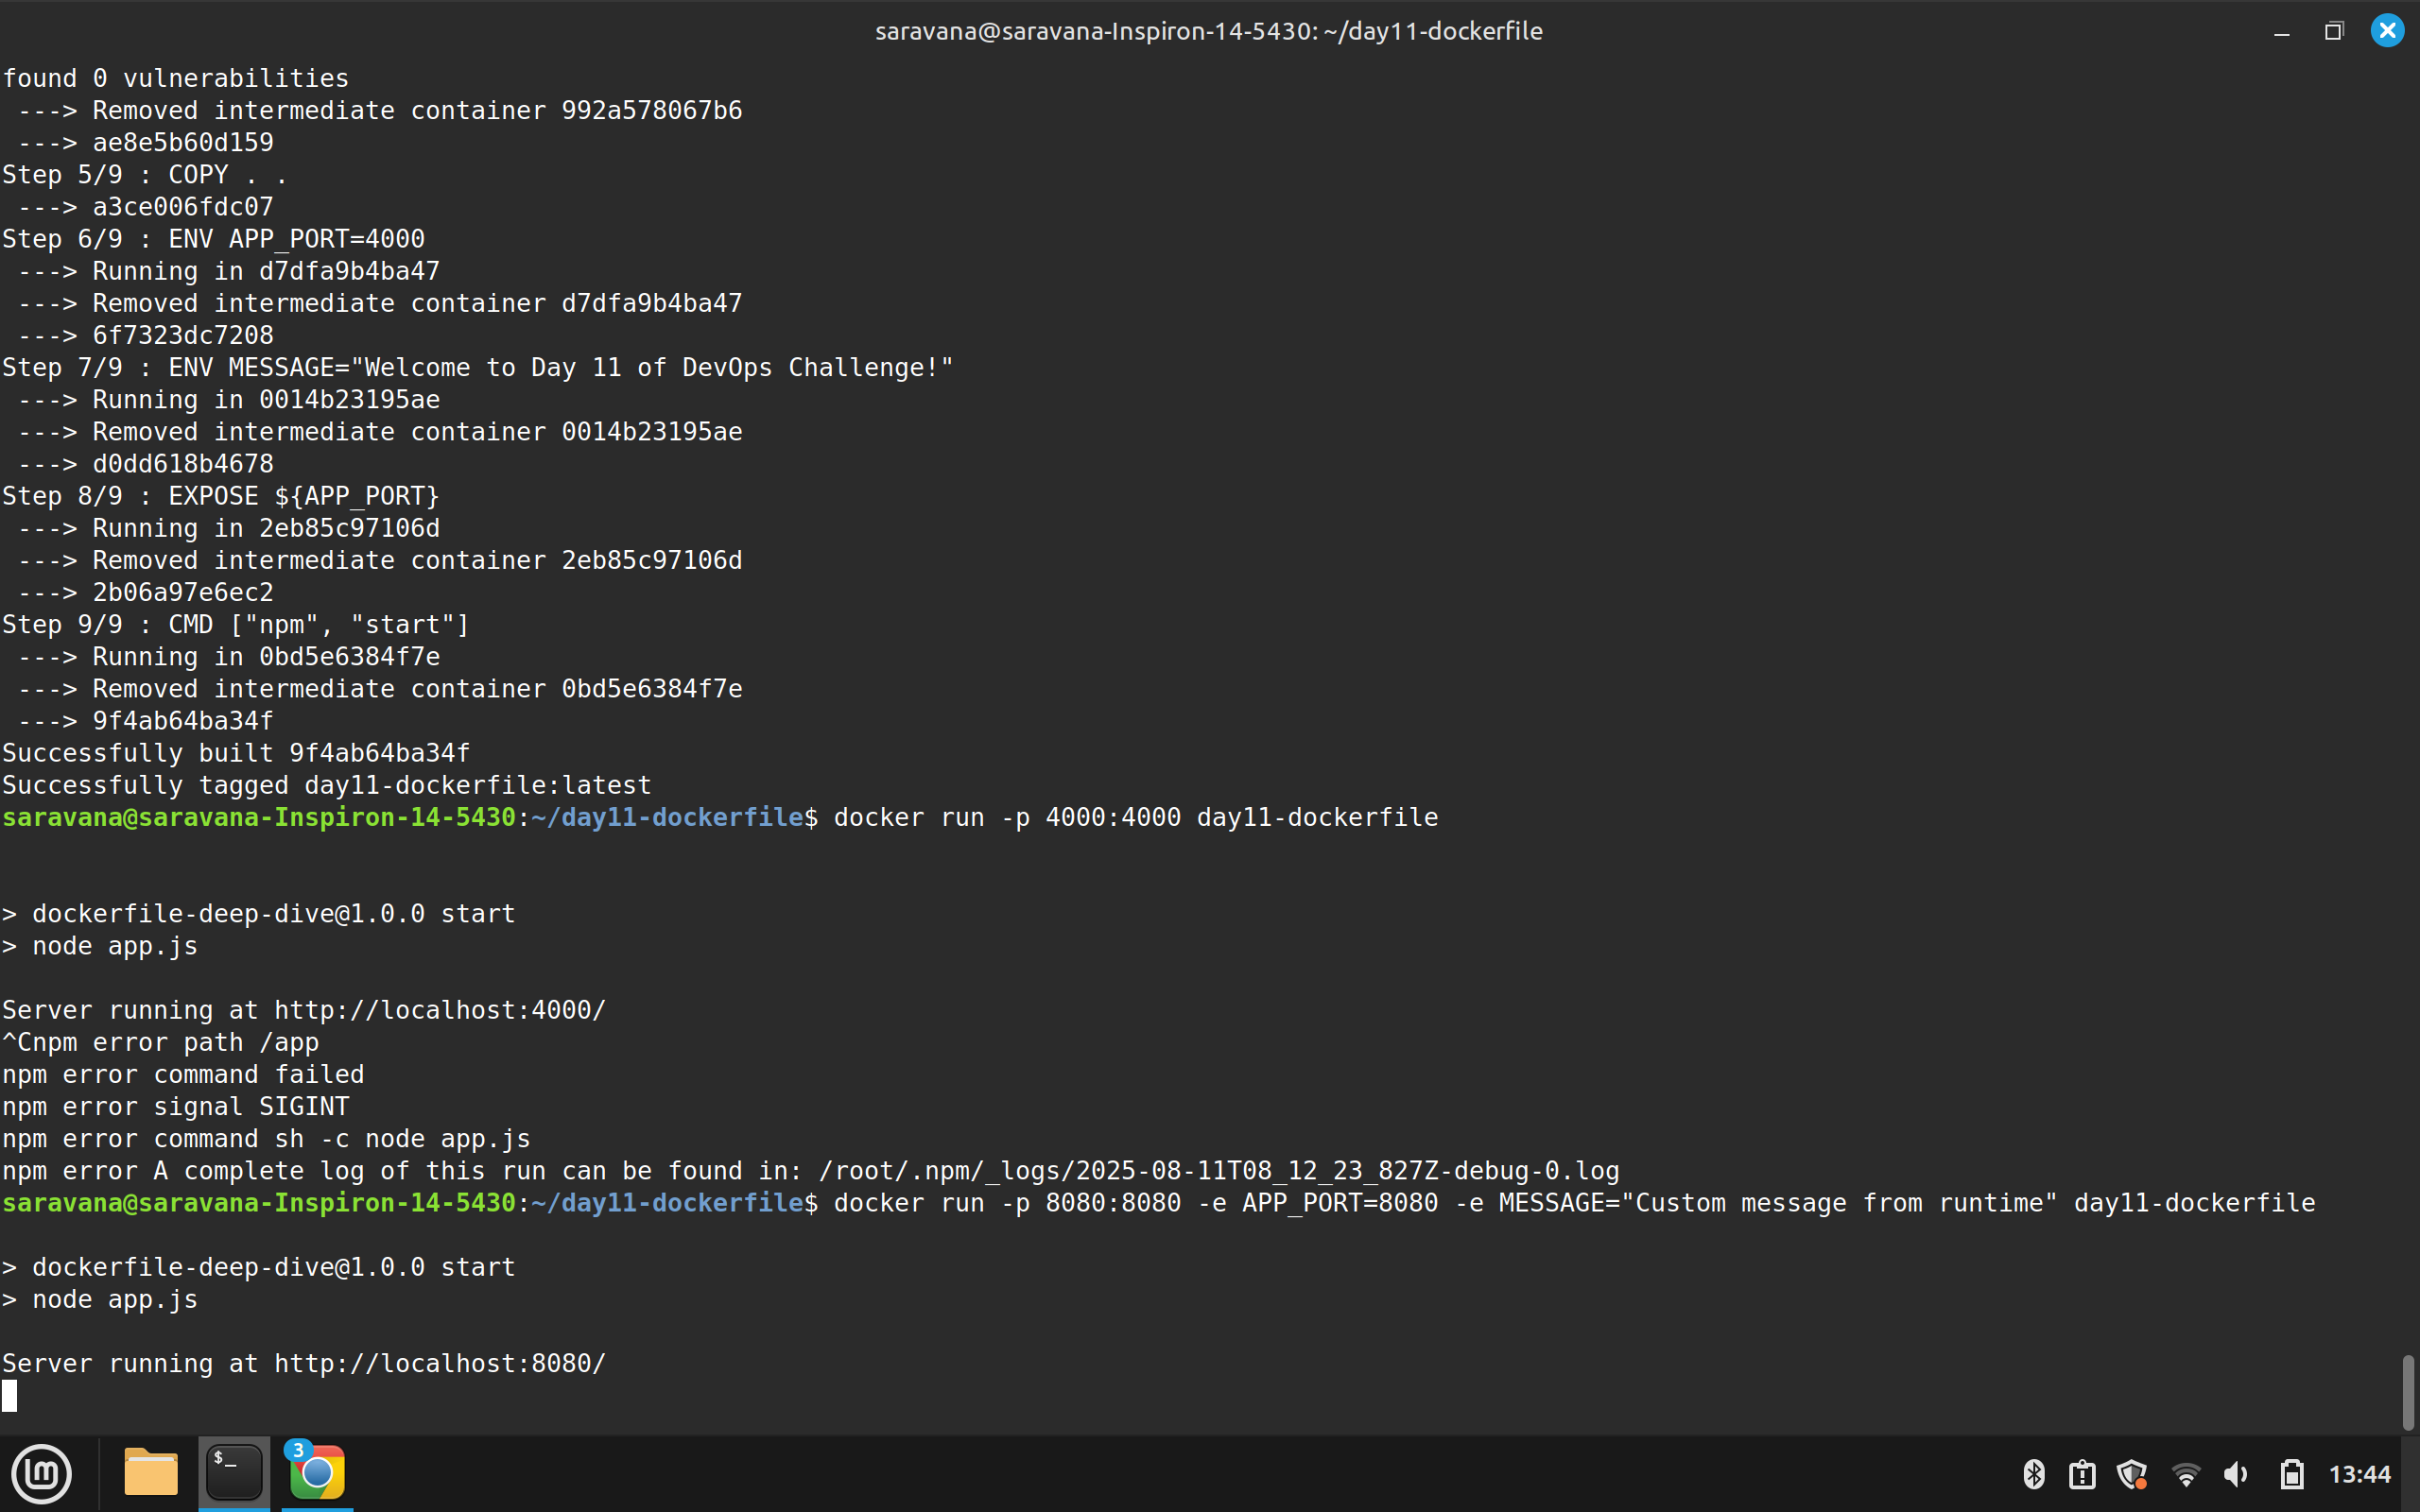 saravana@saravana-Inspiron-14-5430: ~/day11-dockerfile
found 0 vulnerabilities
 ---> Removed intermediate container 992a578067b6
 ---> ae8e5b60d159
Step 5/9 : COPY . .
 ---> a3ce006fdc07
Step 6/9 : ENV APP_PORT=4000
 ---> Running in d7dfa9b4ba47
 ---> Removed intermediate container d7dfa9b4ba47
 ---> 6f7323dc7208
Step 7/9 : ENV MESSAGE="Welcome to Day 11 of DevOps Challenge!"
 ---> Running in 0014b23195ae
 ---> Removed intermediate container 0014b23195ae
 ---> d0dd618b4678
Step 8/9 : EXPOSE ${APP_PORT}
 ---> Running in 2eb85c97106d
 ---> Removed intermediate container 2eb85c97106d
 ---> 2b06a97e6ec2
Step 9/9 : CMD ["npm", "start"]
 ---> Running in 0bd5e6384f7e
 ---> Removed intermediate container 0bd5e6384f7e
 ---> 9f4ab64ba34f
Successfully built 9f4ab64ba34f
Successfully tagged day11-dockerfile:latest
saravana@saravana-Inspiron-14-5430:~/day11-dockerfile$ docker run -p 4000:4000 day11-dockerfile
> dockerfile-deep-dive@1.0.0 start
> node app.js
Server running at http://localhost:4000/
^Cnpm error path /app
npm error command failed
npm error signal SIGINT
npm error command sh -c node app.js
npm error A complete log of this run can be found in: /root/.npm/_logs/2025-08-11T08_12_23_827Z-debug-0.log
saravana@saravana-Inspiron-14-5430:~/day11-dockerfile$ docker run -p 8080:8080 -e APP_PORT=8080 -e MESSAGE="Custom message from runtime" day11-dockerfile
> dockerfile-deep-dive@1.0.0 start
> node app.js
Server running at http://localhost:8080/
$_
3
13:44